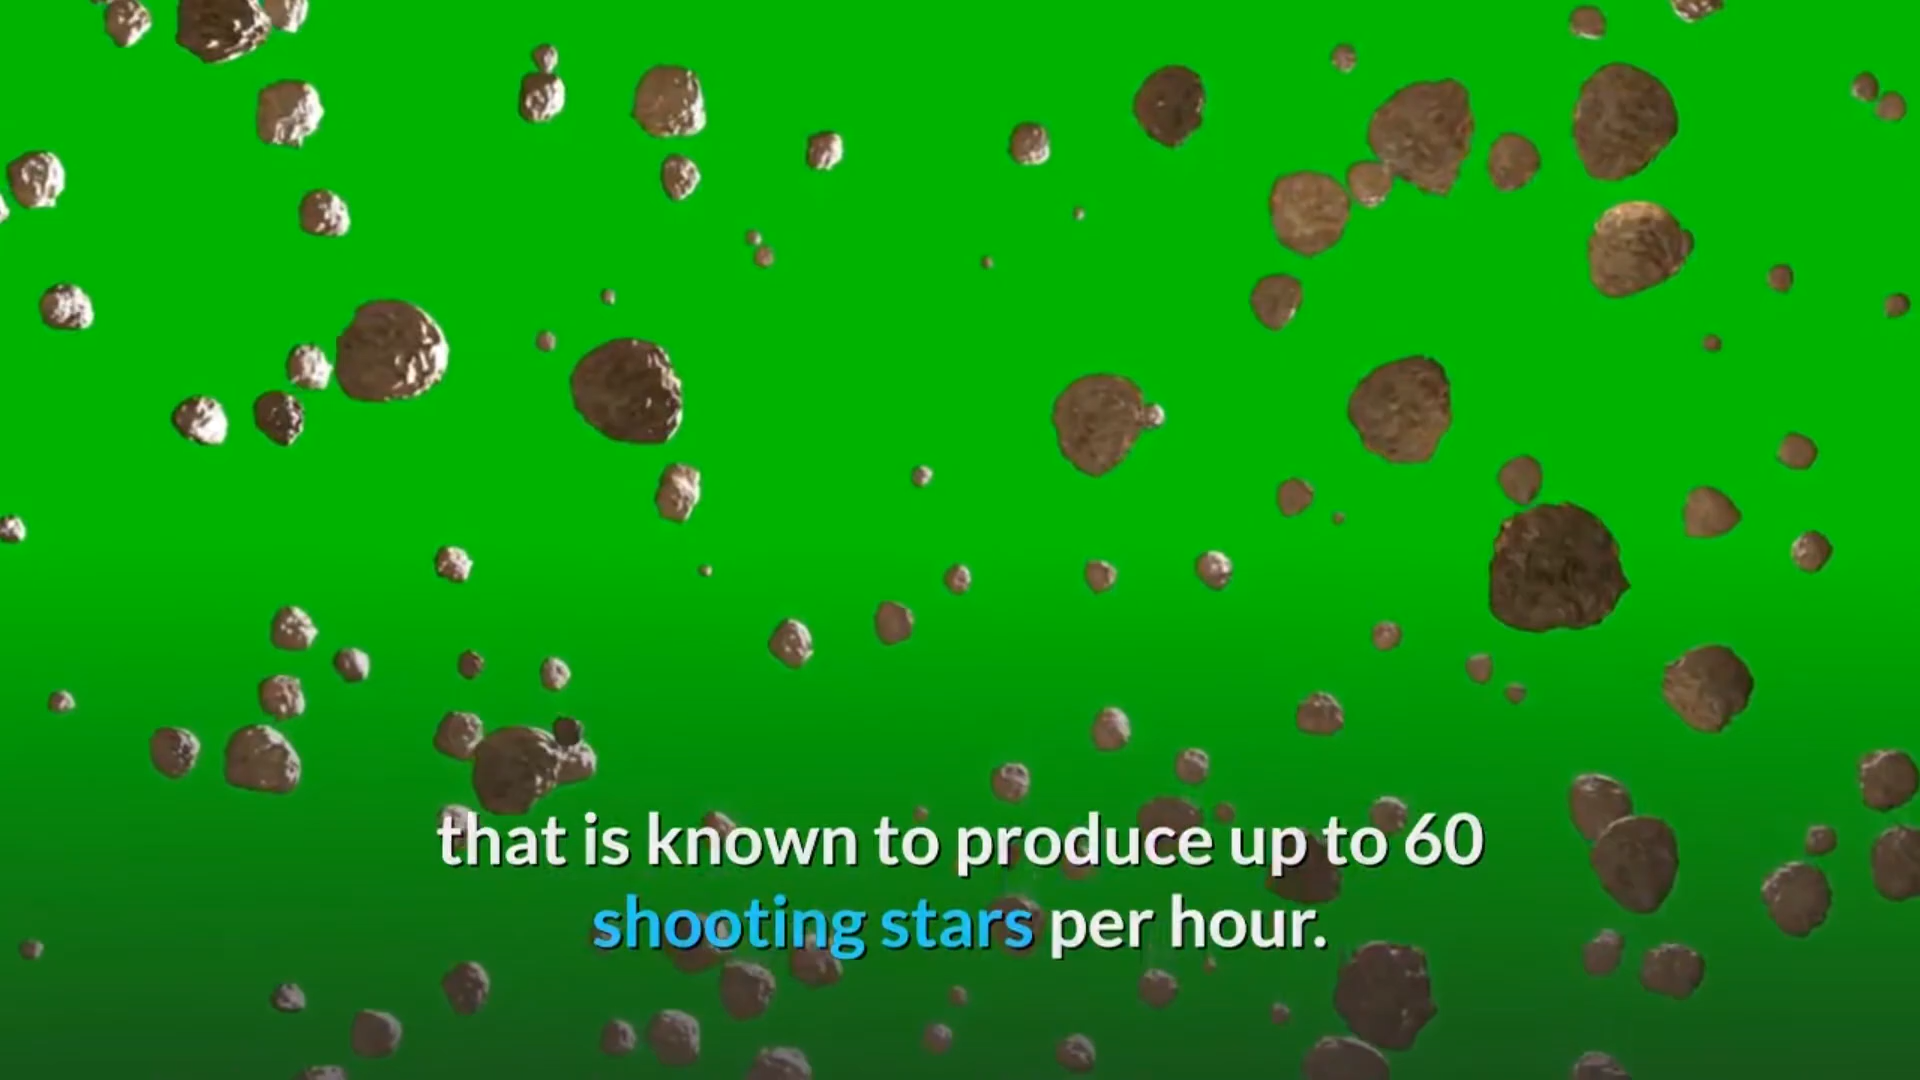 that is known to produce up to 60
shooting stars per hour.